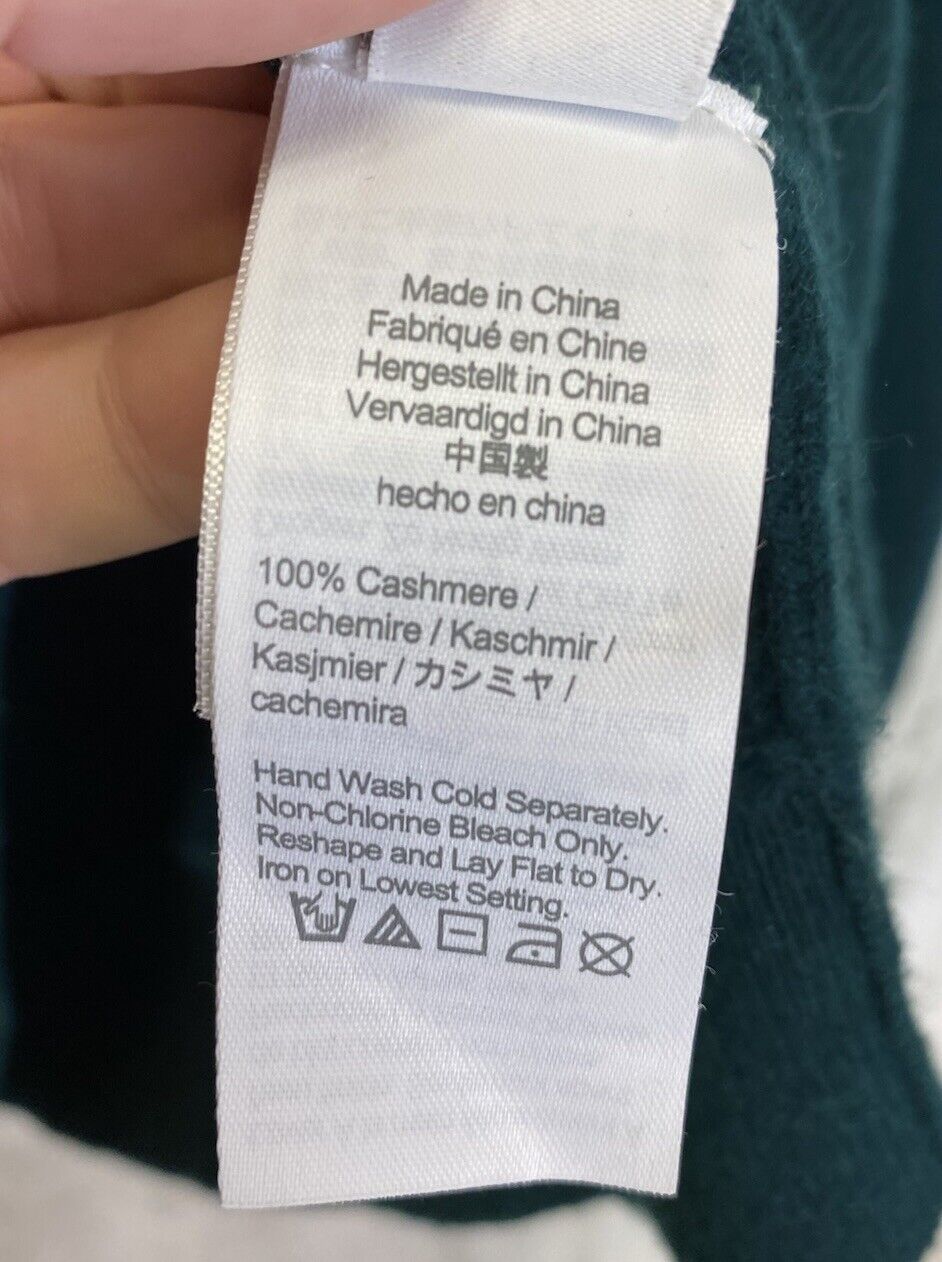 Made in China
Fabriqué en Chine
Hergestellt in China
Vervaardigd in China
中国製
hecho en china
100% Cashmere /
Cachemire / Kaschmir /
Kasjmier / カシミヤ /
cachemira
Hand Wash Cold Separately.
Non-Chlorine Bleach Only.
Reshape and Lay Flat to Dry.
Iron on Lowest Setting.